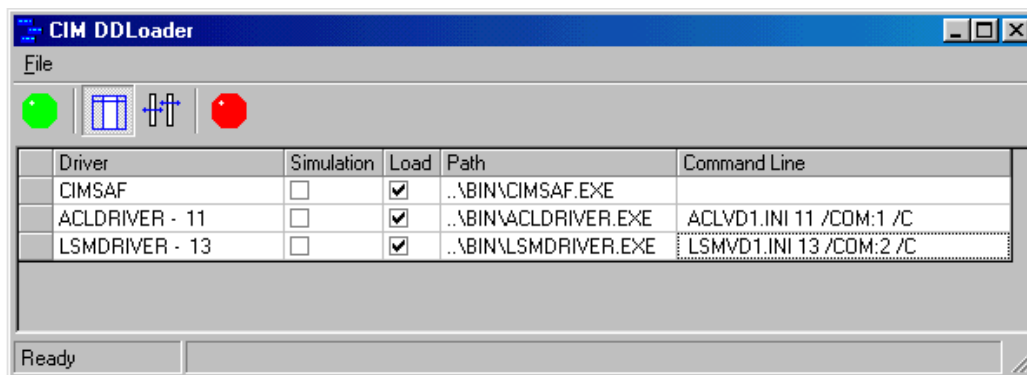 CIM DDLoader
File
Driver Simulation Load Path Command Line
CIMSAF ..\BIN\CIMSAF.EXE
ACLDRIVER - 11 ..\BIN\ACLDRIVER.EXE ACLVD1.INI 11 /COM:1 /C
LSMDRIVER - 13 ..\BIN\LSMDRIVER.EXE LSMVD1.INI 13 /COM:2 /C
Ready